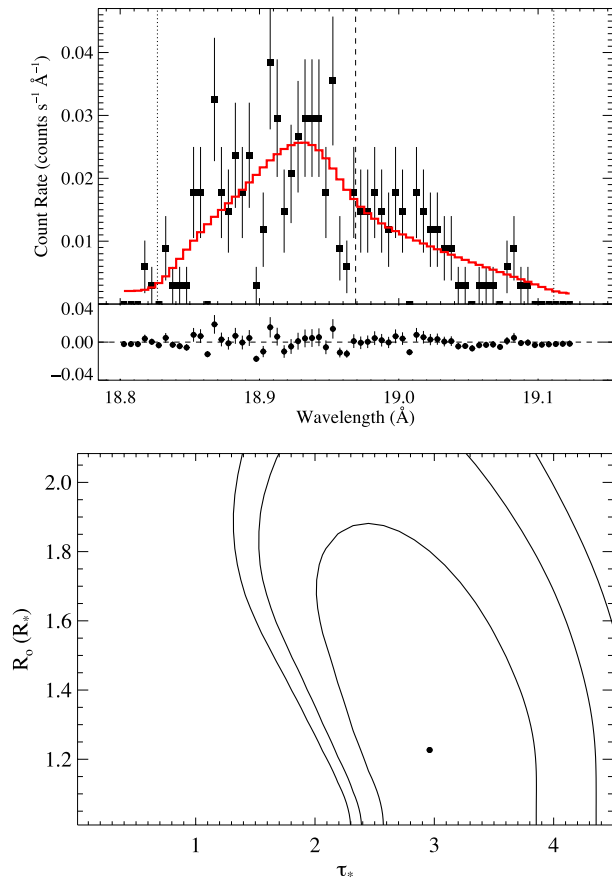 0.04
0.03
0.02
0.01
Count Rate (counts s⁻¹ Å⁻¹)
0.04
0.00
−0.04
18.8 18.9 19.0 19.1
Wavelength (Å)
2.0
1.8
1.6
1.4
1.2
R₀ (R*)
1 2 3 4
τ*